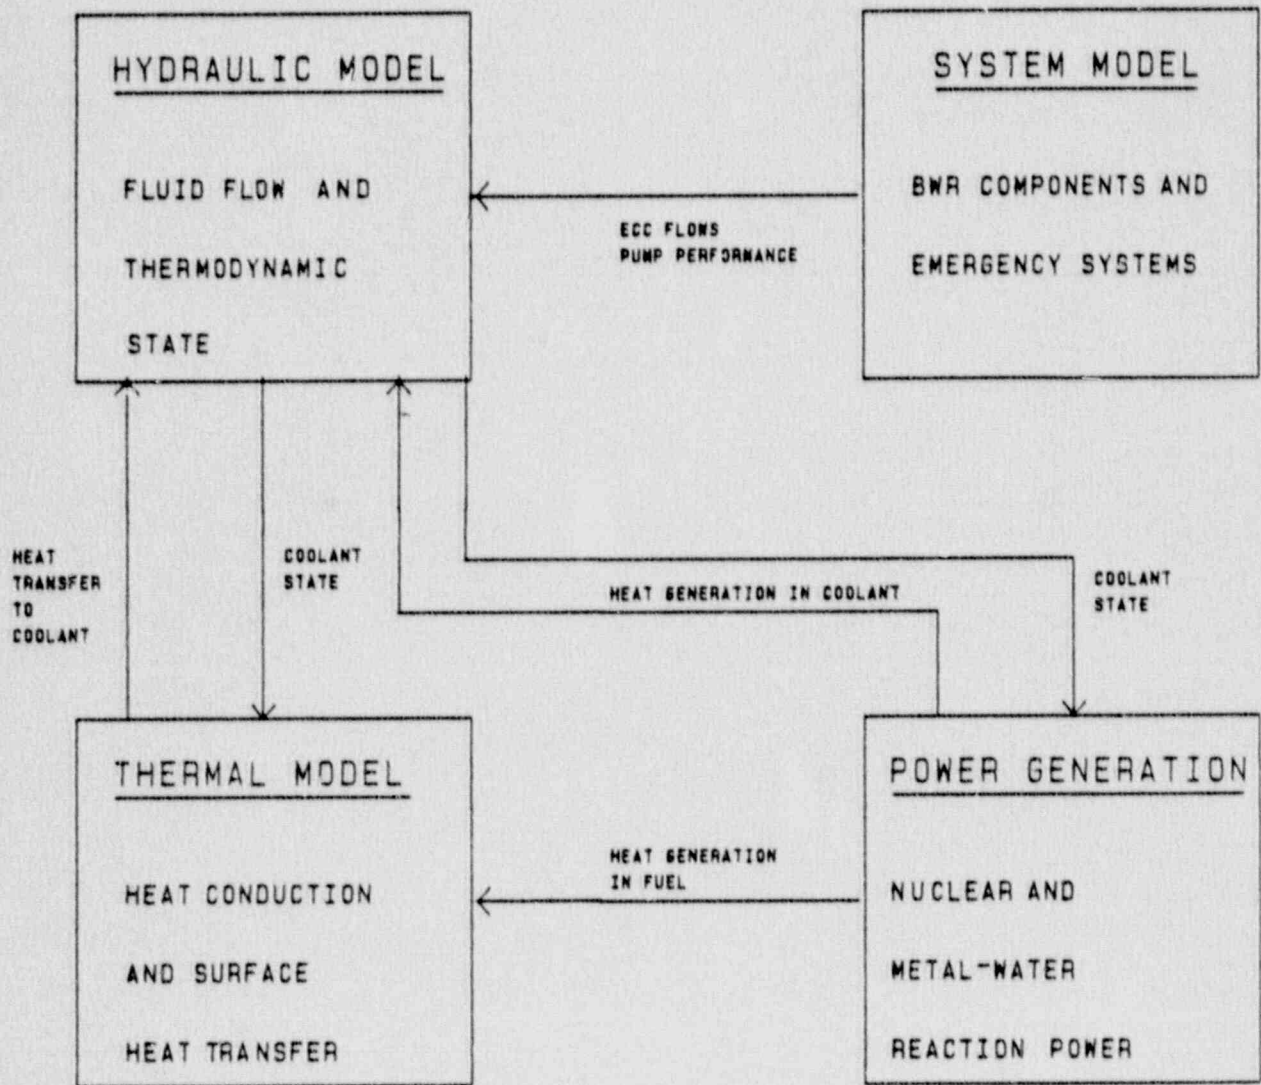 HYDRAULIC MODEL
FLUID FLOW AND
THERMODYNAMIC
STATE
SYSTEM MODEL
BWR COMPONENTS AND
EMERGENCY SYSTEMS
ECC FLOWS
PUMP PERFORMANCE
HEAT
TRANSFER
TO
COOLANT
COOLANT
STATE
HEAT GENERATION IN COOLANT
COOLANT
STATE
THERMAL MODEL
HEAT CONDUCTION
AND SURFACE
HEAT TRANSFER
HEAT GENERATION
IN FUEL
POWER GENERATION
NUCLEAR AND
METAL-WATER
REACTION POWER